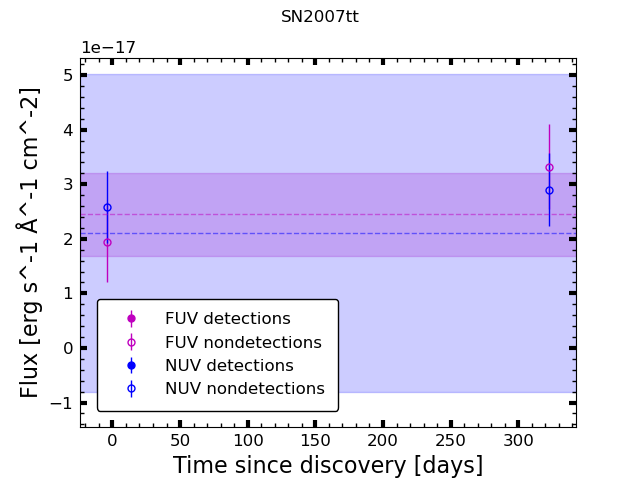 SN2007tt
1e−17
5
4
3
2
1
0
−1
Flux [erg s^-1 Å^-1 cm^-2]
FUV detections
FUV nondetections
NUV detections
NUV nondetections
0 50 100 150 200 250 300
Time since discovery [days]